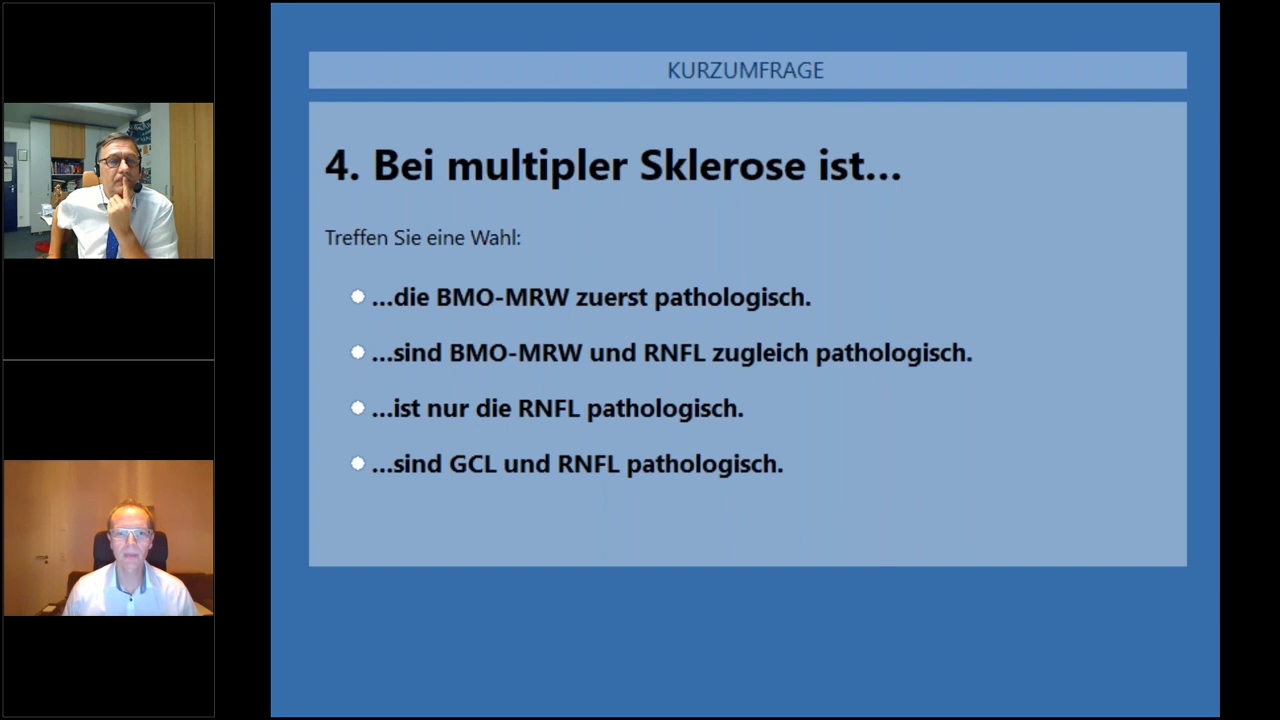 KURZUMFRAGE
4. Bei multipler Sklerose ist...
Treffen Sie eine Wahl:
...die BMO-MRW zuerst pathologisch.
...sind BMO-MRW und RNFL zugleich pathologisch.
...ist nur die RNFL pathologisch.
...sind GCL und RNFL pathologisch.